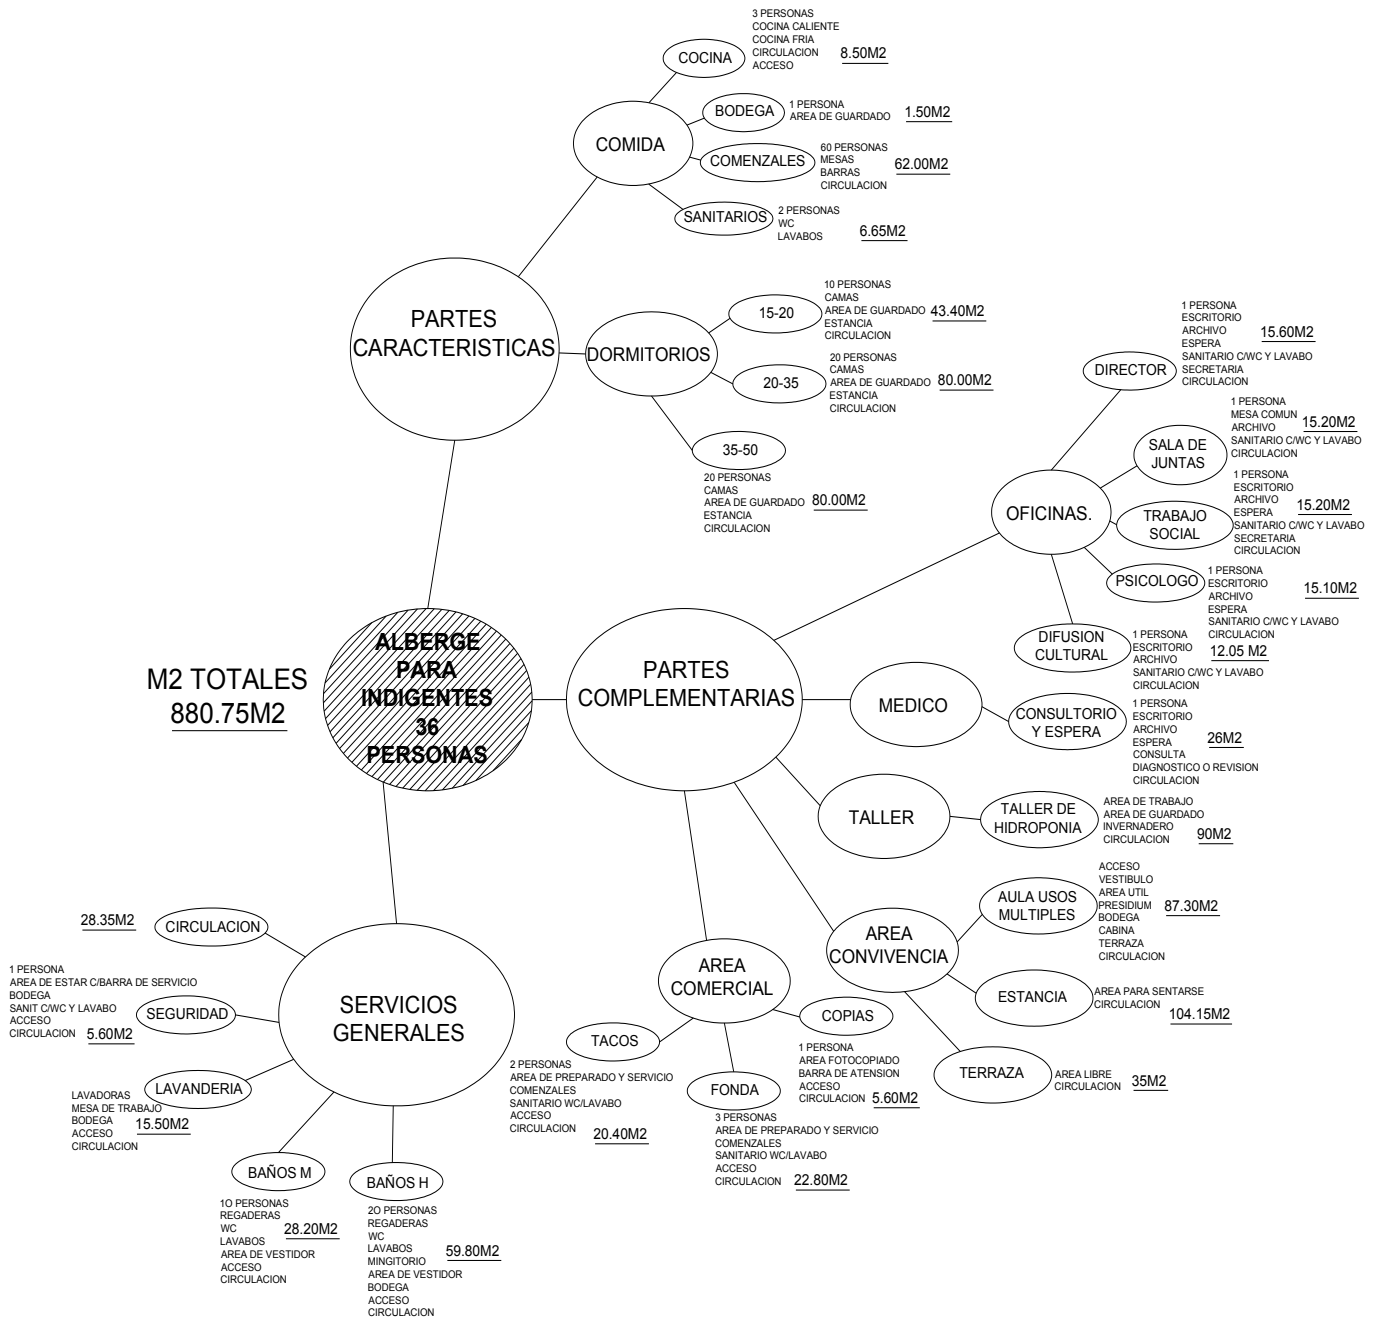 3 PERSONAS
COCINA CALIENTE
COCINA FRIA
CIRCULACION
ACCESO
8.50M2
COCINA
BODEGA
1 PERSONA
AREA DE GUARDADO
1.50M2
COMIDA
COMENZALES
60 PERSONAS
MESAS
BARRAS
CIRCULACION
62.00M2
SANITARIOS
2 PERSONAS
WC
LAVABOS
6.65M2
PARTES
CARACTERISTICAS
DORMITORIOS
15-20
10 PERSONAS
CAMAS
AREA DE GUARDADO
ESTANCIA
CIRCULACION
43.40M2
20-35
20 PERSONAS
CAMAS
AREA DE GUARDADO
ESTANCIA
CIRCULACION
80.00M2
35-50
20 PERSONAS
CAMAS
AREA DE GUARDADO
ESTANCIA
CIRCULACION
80.00M2
1 PERSONA
ESCRITORIO
ARCHIVO
ESPERA
SANITARIO C/WC Y LAVABO
SECRETARIA
CIRCULACION
15.60M2
DIRECTOR
1 PERSONA
MESA COMUN
ARCHIVO
SANITARIO C/WC Y LAVABO
CIRCULACION
15.20M2
SALA DE
JUNTAS
OFICINAS.
TRABAJO
SOCIAL
1 PERSONA
ESCRITORIO
ARCHIVO
ESPERA
SANITARIO C/WC Y LAVABO
SECRETARIA
CIRCULACION
15.20M2
PSICOLOGO
1 PERSONA
ESCRITORIO
ARCHIVO
ESPERA
SANITARIO C/WC Y LAVABO
CIRCULACION
15.10M2
DIFUSION
CULTURAL
1 PERSONA
ESCRITORIO
ARCHIVO
SANITARIO C/WC Y LAVABO
CIRCULACION
12.05 M2
M2 TOTALES
880.75M2
ALBERGE
PARA
INDIGENTES
36
PERSONAS
PARTES
COMPLEMENTARIAS
MEDICO
CONSULTORIO
Y ESPERA
1 PERSONA
ESCRITORIO
ARCHIVO
ESPERA
CONSULTA
DIAGNOSTICO O REVISION
CIRCULACION
26M2
TALLER
TALLER DE
HIDROPONIA
AREA DE TRABAJO
AREA DE GUARDADO
INVERNADERO
CIRCULACION
90M2
AREA
CONVIVENCIA
AULA USOS
MULTIPLES
ACCESO
VESTIBULO
AREA UTIL
PRESIDIUM
BODEGA
CABINA
TERRAZA
CIRCULACION
87.30M2
ESTANCIA
AREA PARA SENTARSE
CIRCULACION
104.15M2
TERRAZA
AREA LIBRE
CIRCULACION
35M2
AREA
COMERCIAL
COPIAS
1 PERSONA
AREA FOTOCOPIADO
BARRA DE ATENSION
ACCESO
CIRCULACION
5.60M2
TACOS
2 PERSONAS
AREA DE PREPARADO Y SERVICIO
COMENZALES
SANITARIO WC/LAVABO
ACCESO
CIRCULACION
20.40M2
FONDA
3 PERSONAS
AREA DE PREPARADO Y SERVICIO
COMENZALES
SANITARIO WC/LAVABO
ACCESO
CIRCULACION
22.80M2
SERVICIOS
GENERALES
28.35M2
CIRCULACION
1 PERSONA
AREA DE ESTAR C/BARRA DE SERVICIO
BODEGA
SANIT C/WC Y LAVABO
ACCESO
CIRCULACION
5.60M2
SEGURIDAD
LAVANDERIA
LAVADORAS
MESA DE TRABAJO
BODEGA
ACCESO
CIRCULACION
15.50M2
BAÑOS M
1O PERSONAS
REGADERAS
WC
LAVABOS
AREA DE VESTIDOR
ACCESO
CIRCULACION
28.20M2
BAÑOS H
2O PERSONAS
REGADERAS
WC
LAVABOS
MINGITORIO
AREA DE VESTIDOR
BODEGA
ACCESO
CIRCULACION
59.80M2